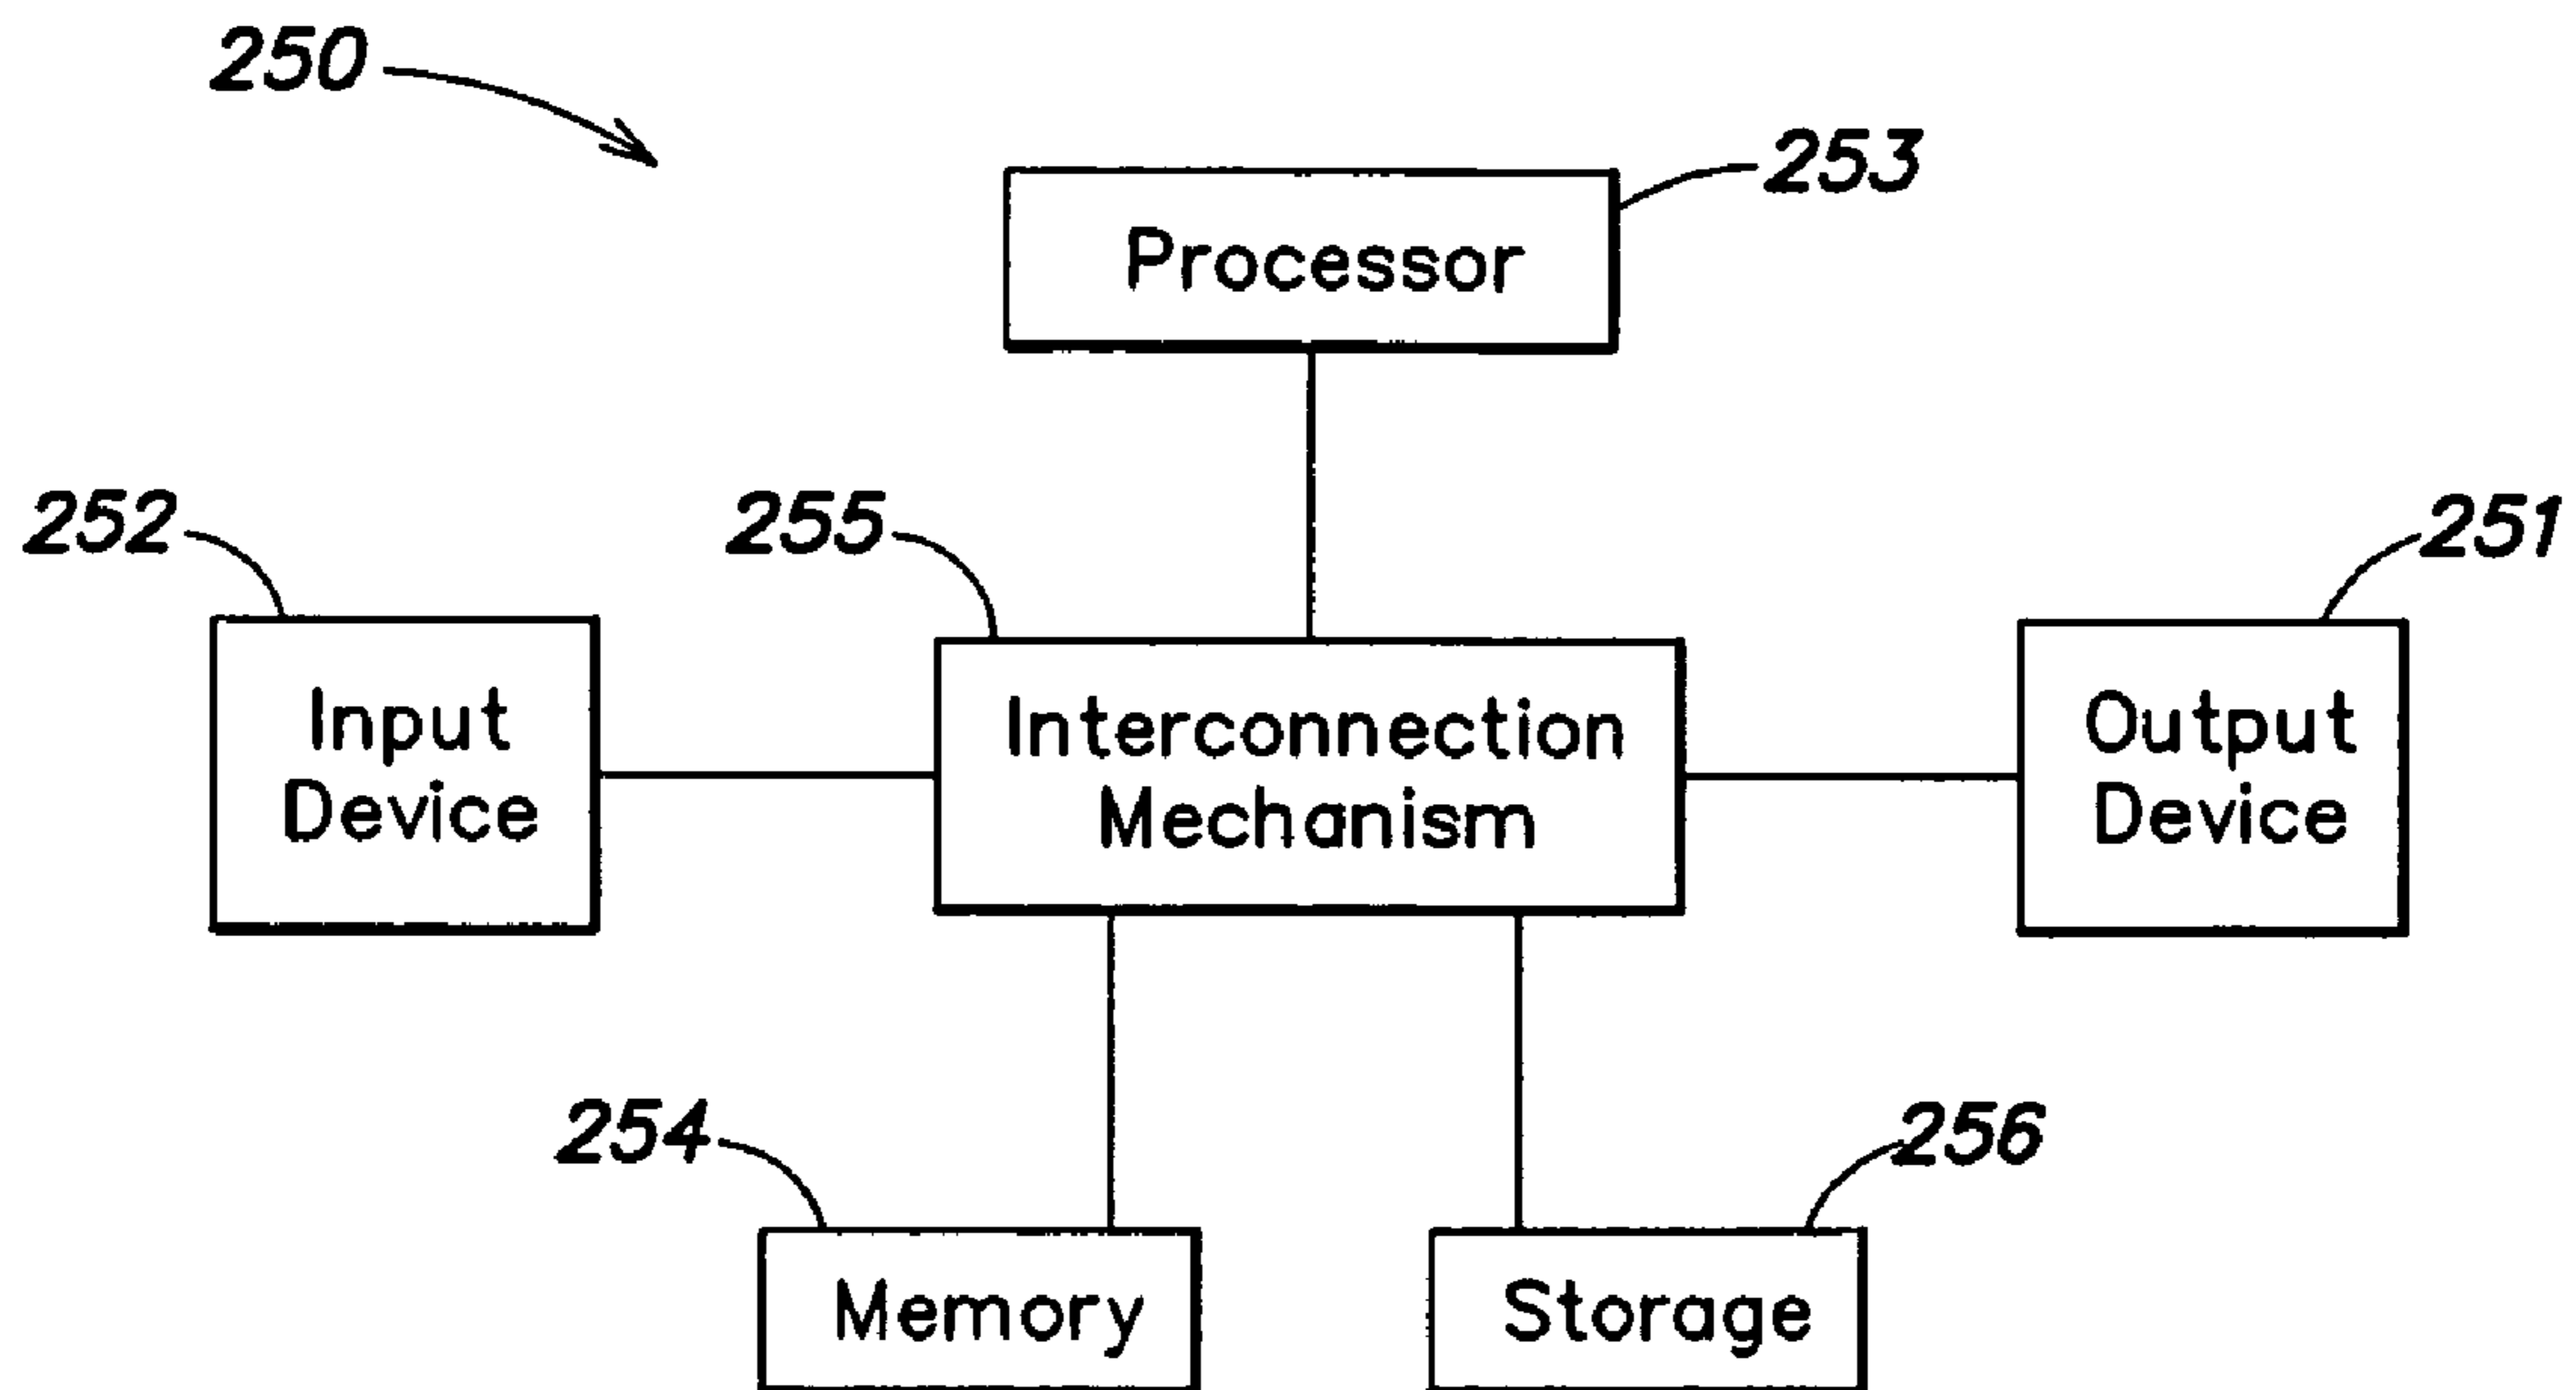 250
Processor
253
252
255
251
Input
Device
Interconnection
Mechanism
Output
Device
254
256
Memory
Storage